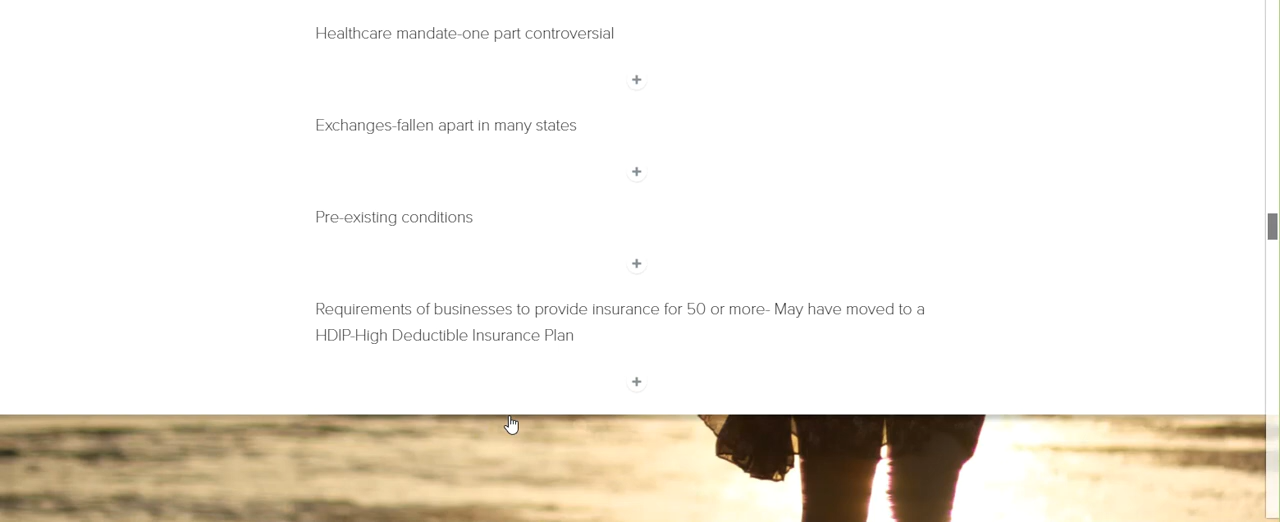 Healthcare mandate-one part controversial
Exchanges-fallen apart in many states
Pre-existing conditions
Requirements of businesses to provide insurance for 50 or more- May have moved to a
HDIP-High Deductible Insurance Plan